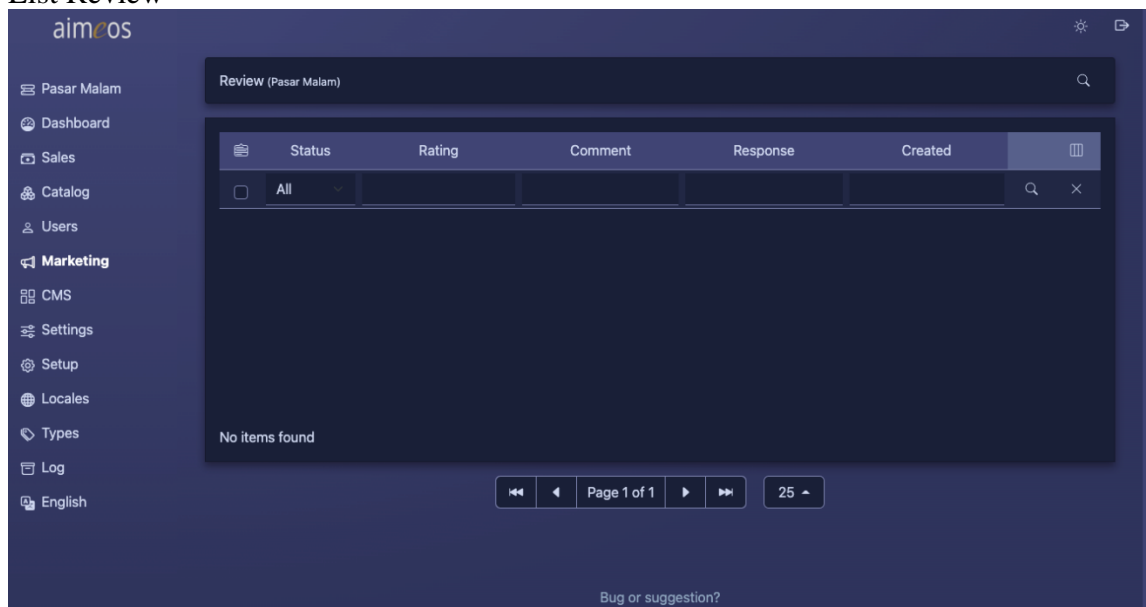 List Review
aimeos
Review (Pasar Malam)
Pasar Malam
Dashboard
Sales
Catalog
Users
Marketing
CMS
Settings
Setup
Locales
Types
Log
English
Status Rating Comment Response Created
All
No items found
Page 1 of 1 25
Bug or suggestion?